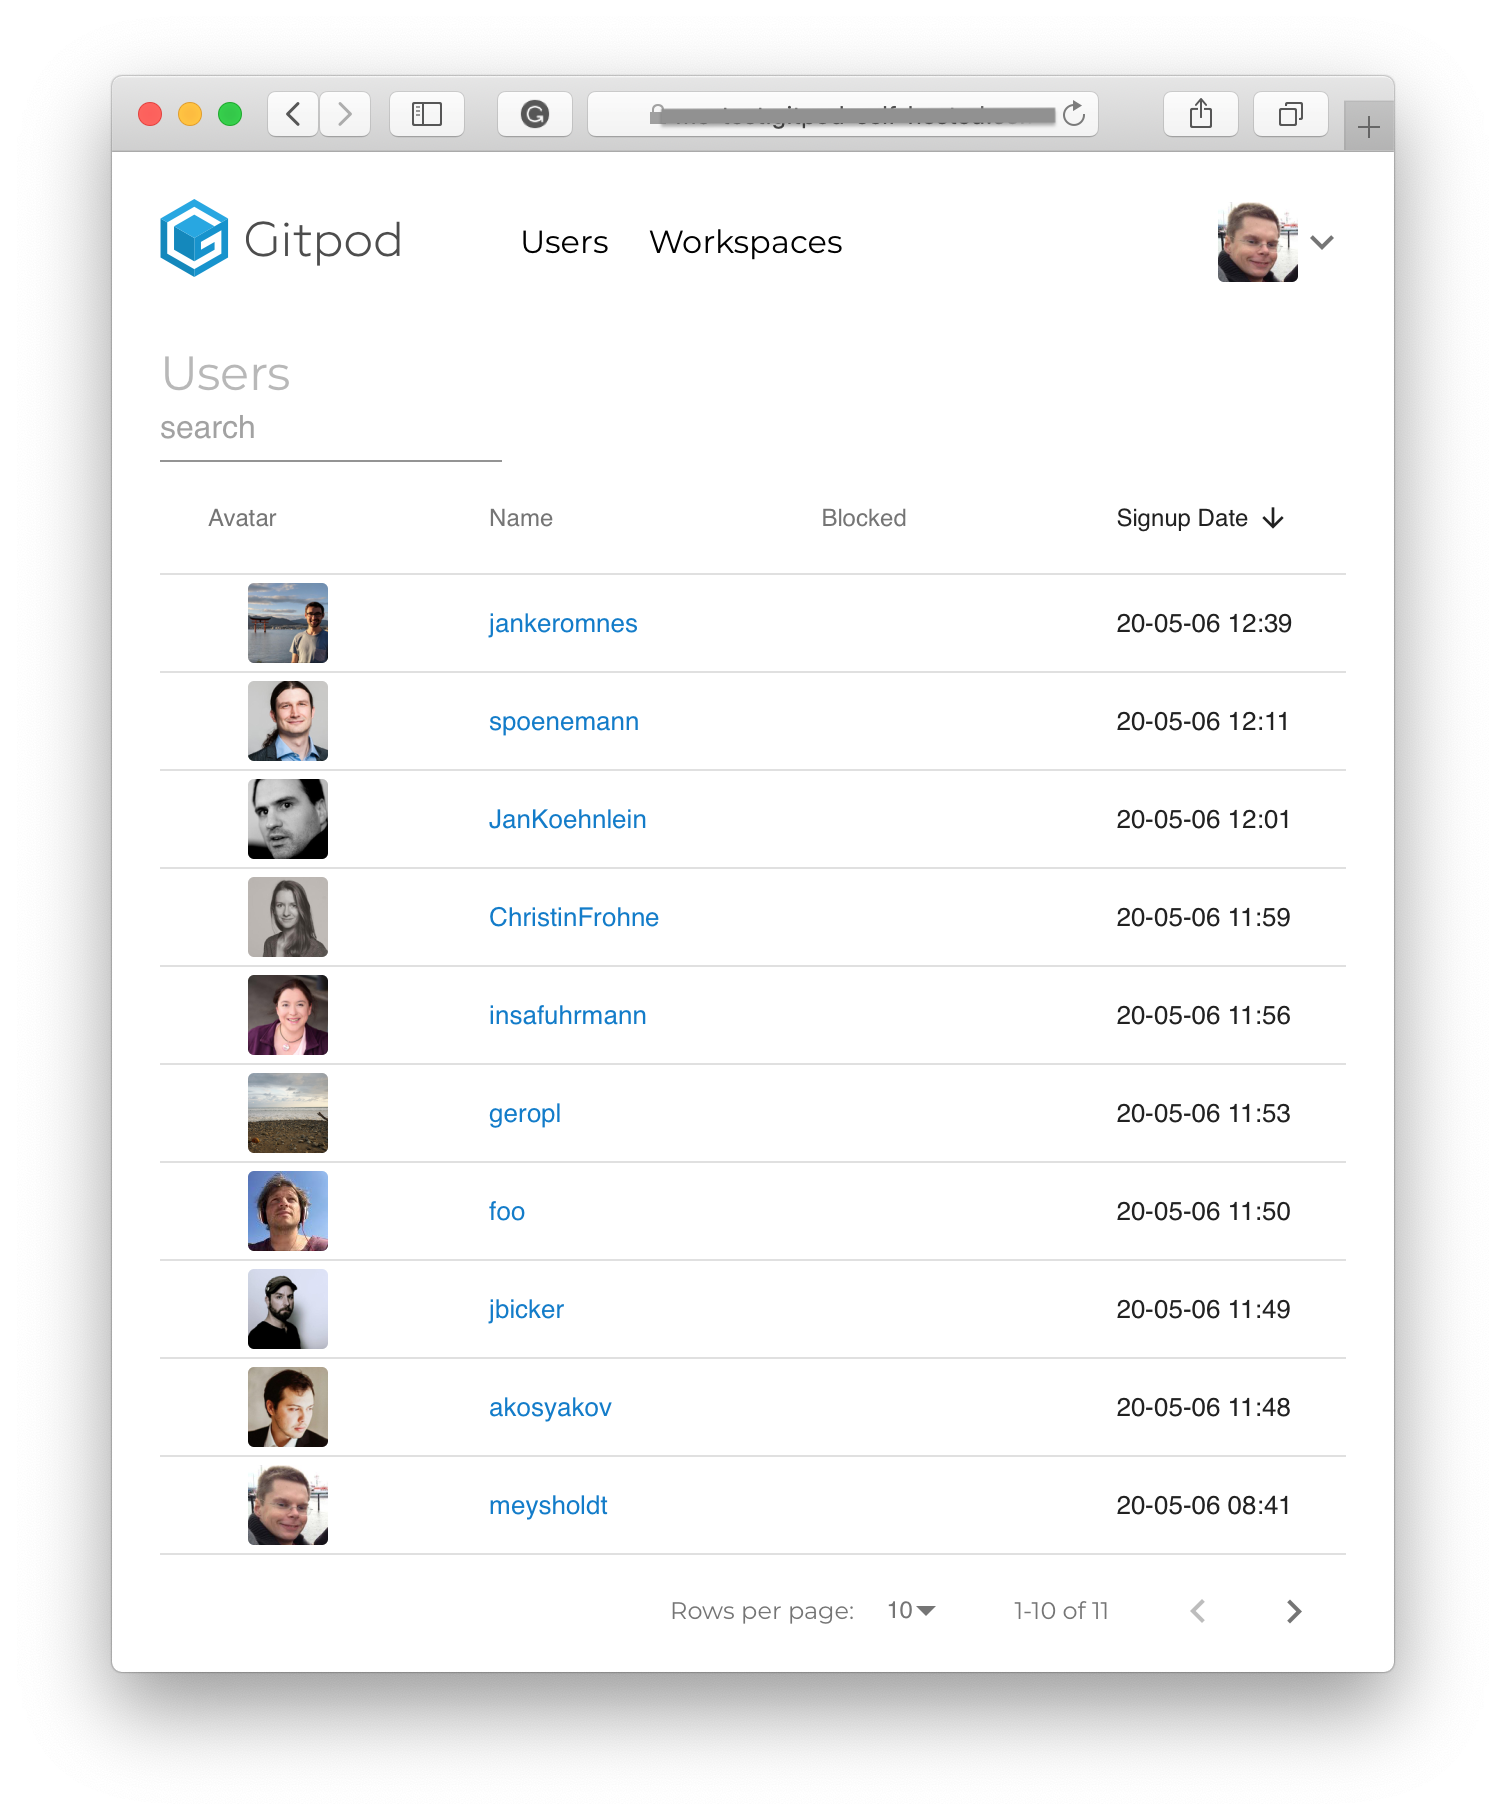 Gitpod Users Workspaces
Users
search
Avatar Name Blocked Signup Date
jankeromnes 20-05-06 12:39
spoenemann 20-05-06 12:11
JanKoehnlein 20-05-06 12:01
ChristinFrohne 20-05-06 11:59
insafuhrmann 20-05-06 11:56
geropl 20-05-06 11:53
foo 20-05-06 11:50
jbicker 20-05-06 11:49
akosyakov 20-05-06 11:48
meysholdt 20-05-06 08:41
Rows per page: 10 1-10 of 11